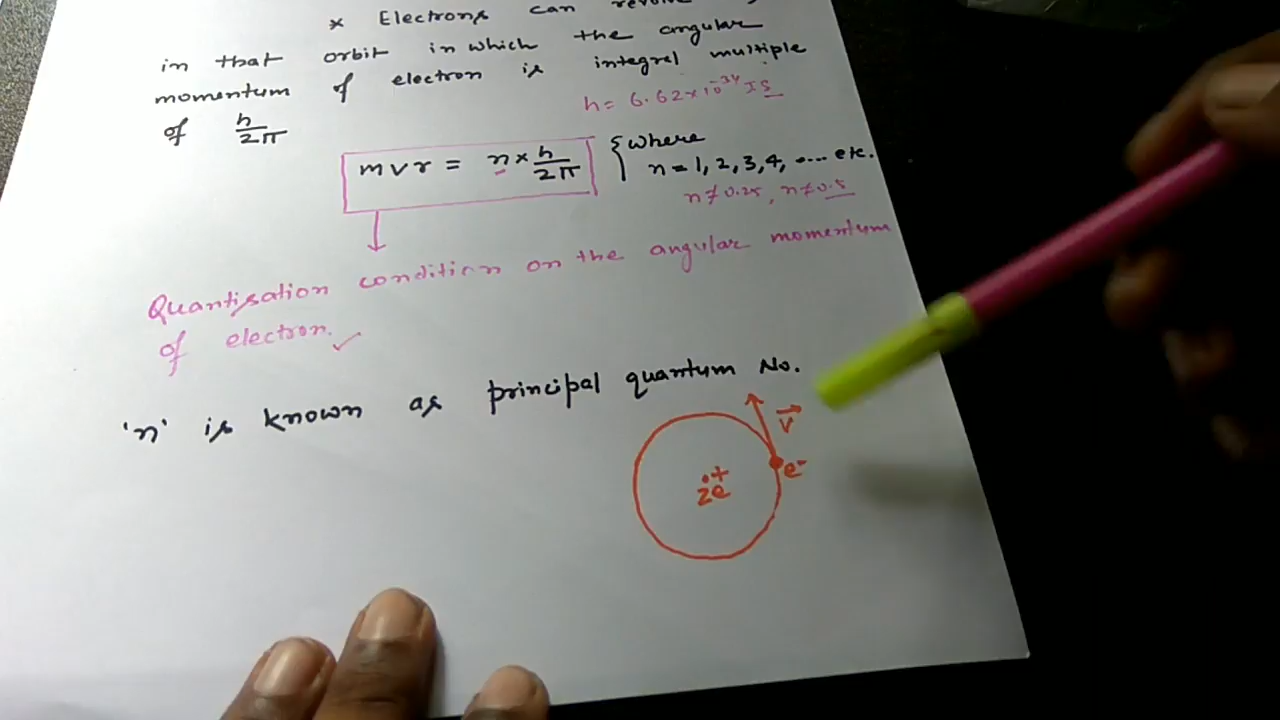 * Electrons can revolve
in that orbit in which the angular
momentum of electron is integral multiple
of h/2π
h = 6.62×10⁻³⁴ JS
mvr = n × h/2π { where
n = 1, 2, 3, 4, .... etc.
n ≠ 0.25, n ≠ 0.5
Quantisation condition on the angular momentum
of electron. ✓
'n' is known as principal quantum No.
v⃗
e⁻
+
ze